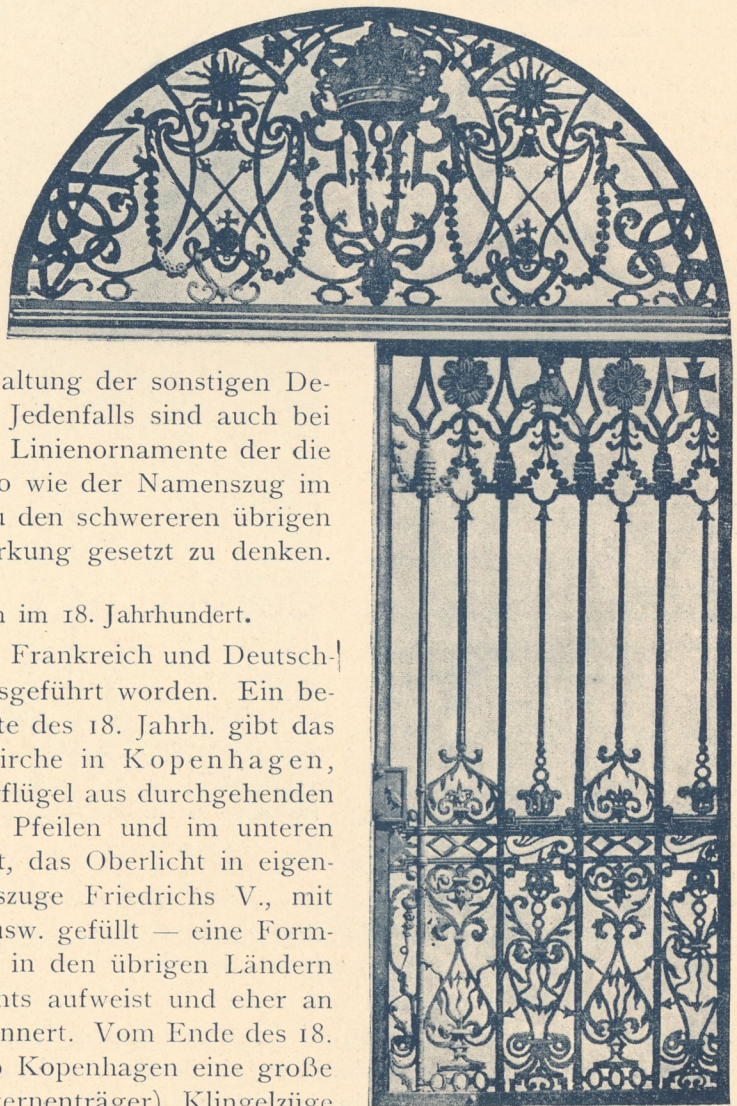 altung der sonstigen De-
Jedenfalls sind auch bei
Linienornamente der die
o wie der Namenszug im
u den schwereren übrigen
rkung gesetzt zu denken.
n im 18. Jahrhundert.
Frankreich und Deutsch-
sgeführt worden. Ein be-
te des 18. Jahrh. gibt das
irche in Kopenhagen,
flügel aus durchgehenden
Pfeilen und im unteren
t, das Oberlicht in eigen-
szuge Friedrichs V., mit
usw. gefüllt — eine Form-
in den übrigen Ländern
nts aufweist und eher an
nnert. Vom Ende des 18.
o Kopenhagen eine große
ernenträger), Klingelzüge